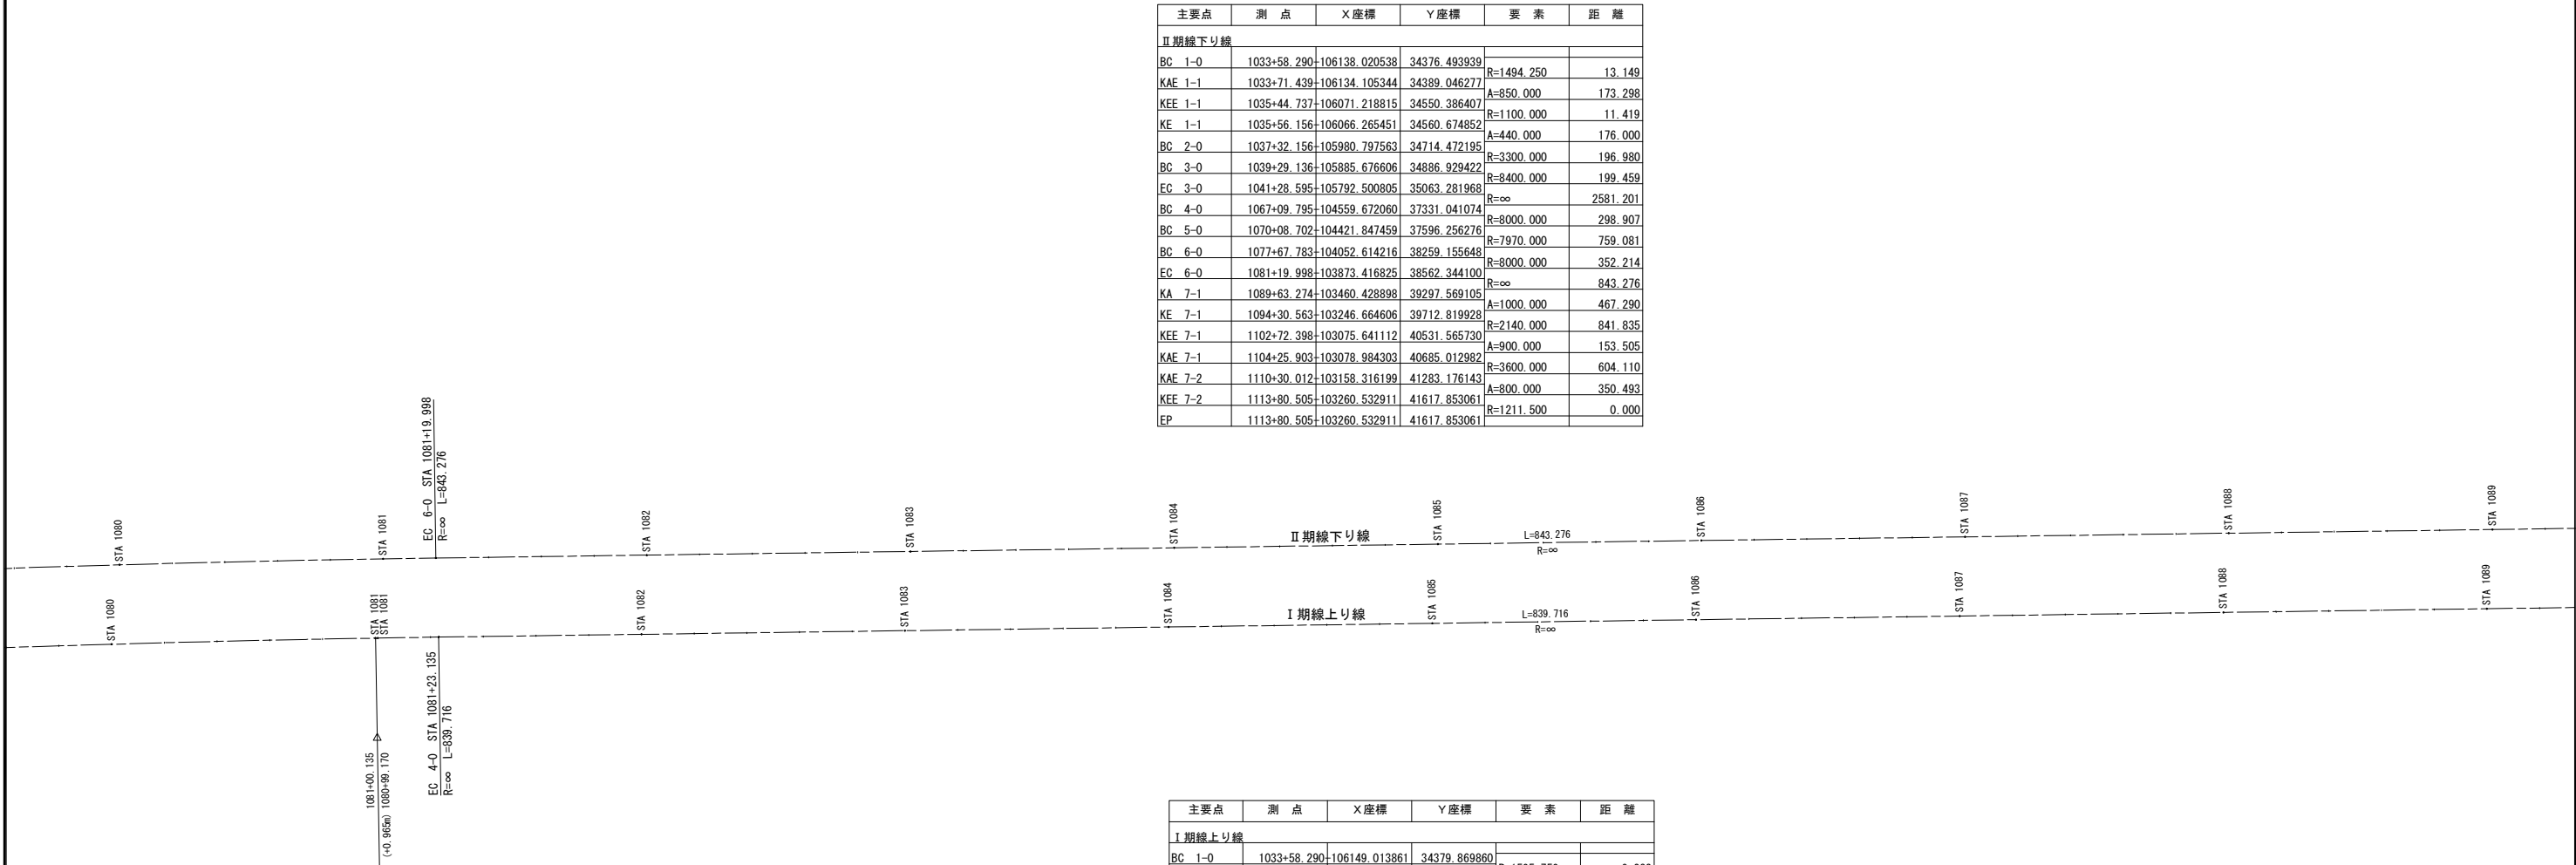 主要点 測 点 X座標 Y座標 要 素 距 離
Ⅱ期線下り線
BC 1-0 1033+58.290 -106138.020538 34376.493939
R=1494.250 13.149
KAE 1-1 1033+71.439 -106134.105344 34389.046277
A=850.000 173.298
KEE 1-1 1035+44.737 -106071.218815 34550.386407
R=1100.000 11.419
KE 1-1 1035+56.156 -106066.265451 34560.674852
A=440.000 176.000
BC 2-0 1037+32.156 -105980.797563 34714.472195
R=3300.000 196.980
BC 3-0 1039+29.136 -105885.676606 34886.929422
R=8400.000 199.459
EC 3-0 1041+28.595 -105792.500805 35063.281968
R=∞ 2581.201
BC 4-0 1067+09.795 -104559.672060 37331.041074
R=8000.000 298.907
BC 5-0 1070+08.702 -104421.847459 37596.256276
R=7970.000 759.081
BC 6-0 1077+67.783 -104052.614216 38259.155648
R=8000.000 352.214
EC 6-0 1081+19.998 -103873.416825 38562.344100
R=∞ 843.276
KA 7-1 1089+63.274 -103460.428898 39297.569105
A=1000.000 467.290
KE 7-1 1094+30.563 -103246.664606 39712.819928
R=2140.000 841.835
KEE 7-1 1102+72.398 -103075.641112 40531.565730
A=900.000 153.505
KAE 7-1 1104+25.903 -103078.984303 40685.012982
R=3600.000 604.110
KAE 7-2 1110+30.012 -103158.316199 41283.176143
A=800.000 350.493
KEE 7-2 1113+80.505 -103260.532911 41617.853061
R=1211.500 0.000
EP 1113+80.505 -103260.532911 41617.853061
EC 6-0 STA 1081+19.998
R=∞ L=843.276
STA 1080
STA 1081
STA 1082
STA 1083
STA 1084
Ⅱ期線下り線
STA 1085
L=843.276
R=∞
STA 1086
STA 1087
STA 1088
STA 1089
STA 1080
STA 1081
STA 1081
STA 1082
STA 1083
STA 1084
Ⅰ期線上り線
STA 1085
L=839.716
R=∞
STA 1086
STA 1087
STA 1088
STA 1089
EC 4-0 STA 1081+23.135
R=∞ L=839.716
1081+00.135
(+0.965m) 1080+99.170
主要点 測 点 X座標 Y座標 要 素 距 離
Ⅰ期線上り線
BC 1-0 1033+58.290 -106149.013861 34379.869860